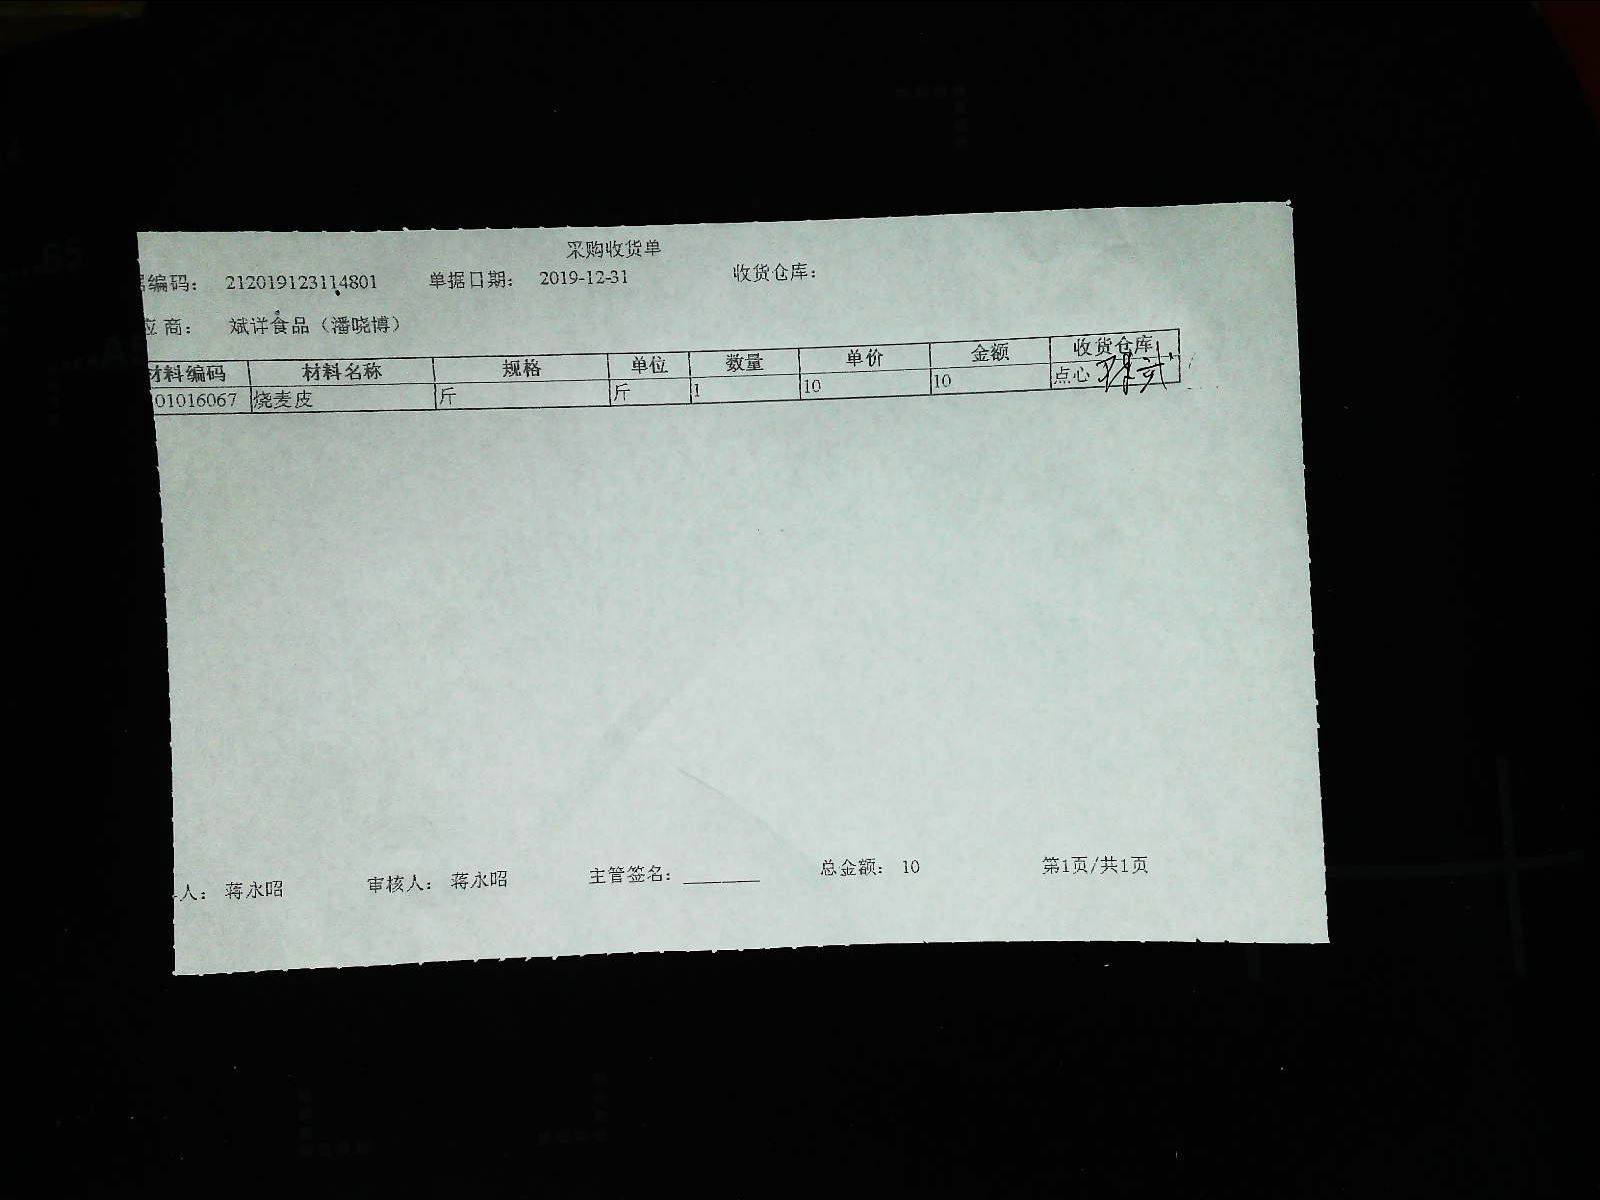 采购收货单
据编码： 212019123114801 单据日期： 2019-12-31 收货仓库：
应商： 斌详食品（潘晓博）
材料编码 材料名称 规格 单位 数量 单价 金额 收货仓库
01016067 烧麦皮 斤 斤 1 10 10 点心
人： 蒋永昭 审核人： 蒋永昭 主管签名： 总金额： 10 第1页/共1页